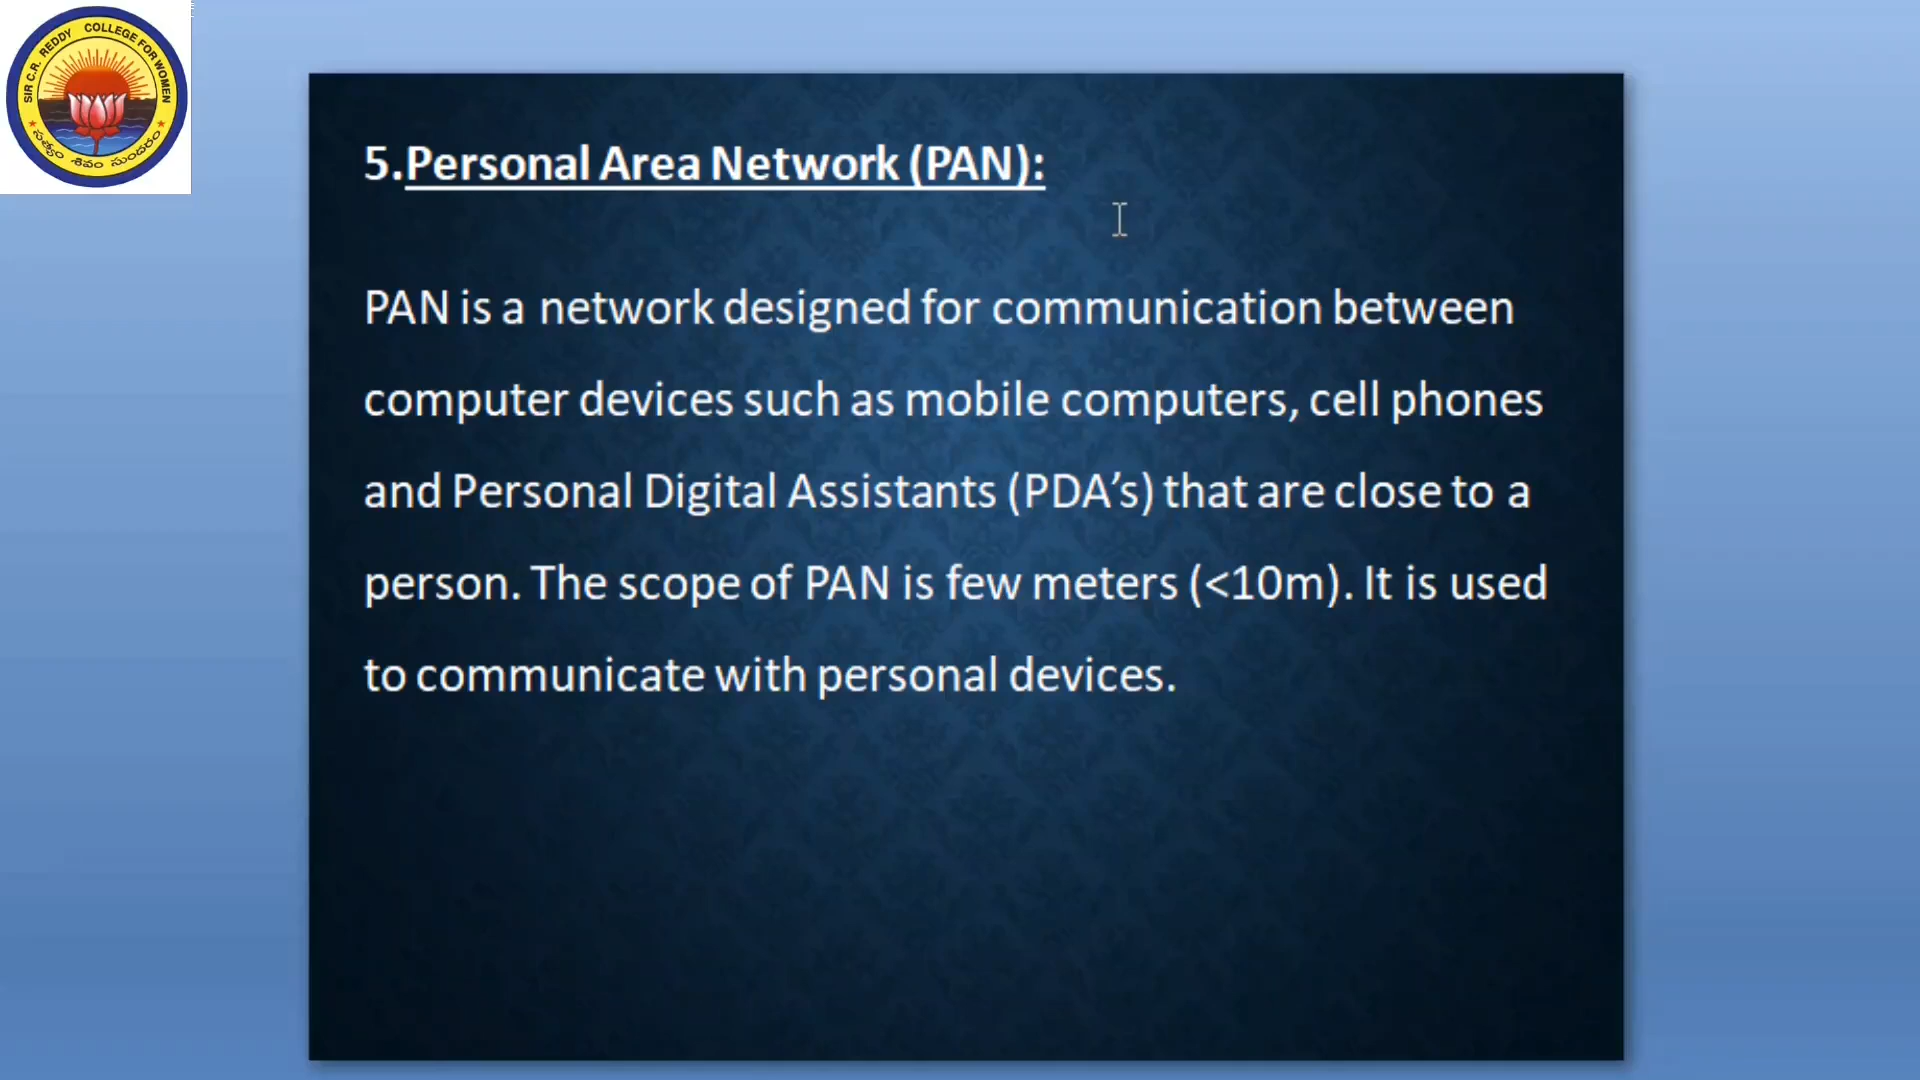 SIR C.R. REDDY COLLEGE FOR WOMEN
సత్యం శివం సుందరం
5.Personal Area Network (PAN):
PAN is a network designed for communication between
computer devices such as mobile computers, cell phones
and Personal Digital Assistants (PDA’s) that are close to a
person. The scope of PAN is few meters (<10m). It is used
to communicate with personal devices.